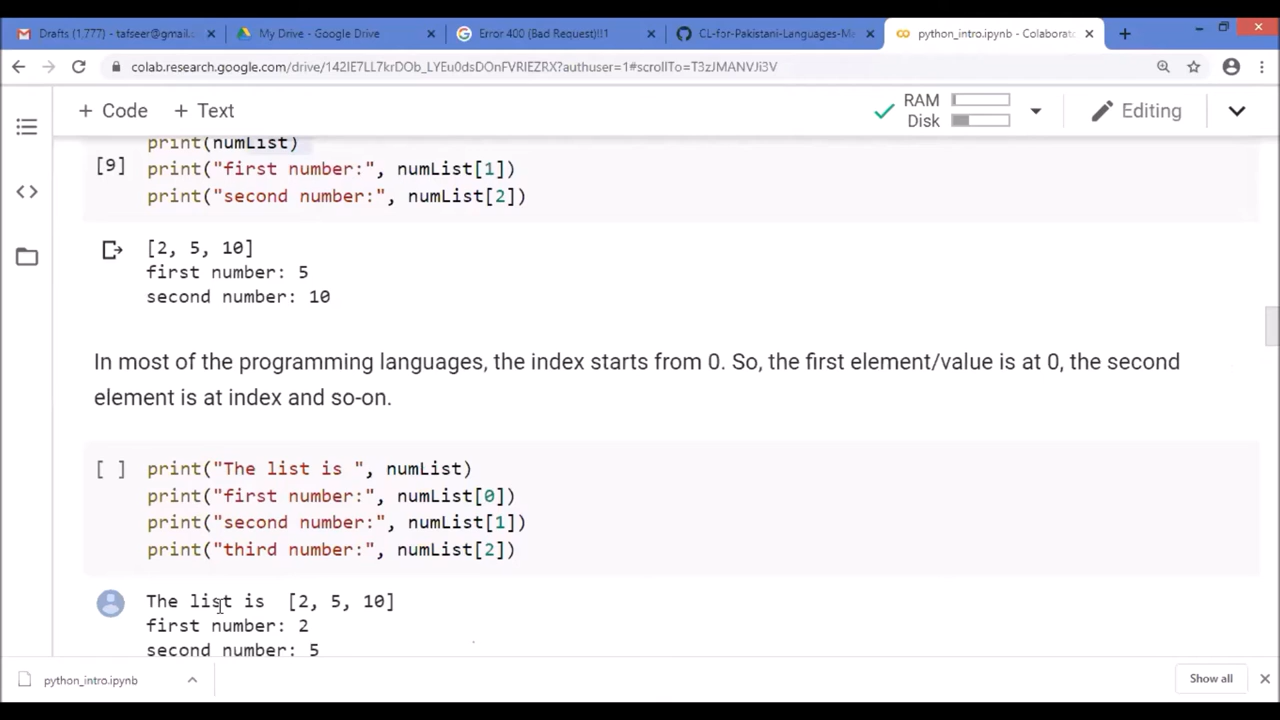 Drafts (1,777) - tafseer@gmail.c
My Drive - Google Drive
Error 400 (Bad Request)!!1
CL-for-Pakistani-Languages-Ma
python_intro.ipynb - Colaborato
colab.research.google.com/drive/142IE7LL7krDOb_LYEu0dsDOnFVRIEZRX?authuser=1#scrollTo=T3zJMANVJi3V
+ Code + Text
RAM
Disk
Editing
print(numList)
[9] print("first number:", numList[1])
print("second number:", numList[2])
[2, 5, 10]
first number: 5
second number: 10
In most of the programming languages, the index starts from 0. So, the first element/value is at 0, the second
element is at index and so-on.
[ ] print("The list is ", numList)
print("first number:", numList[0])
print("second number:", numList[1])
print("third number:", numList[2])
The list is  [2, 5, 10]
first number: 2
second number: 5
python_intro.ipynb
Show all